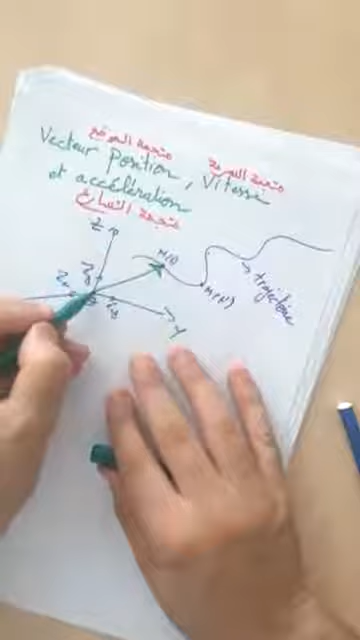 متجهة الموضع
متجهة السرعة
Vecteur position, Vitesse
et accélération
متجهة التسارع
Z
M(t)
M(t')
trajectoire
y